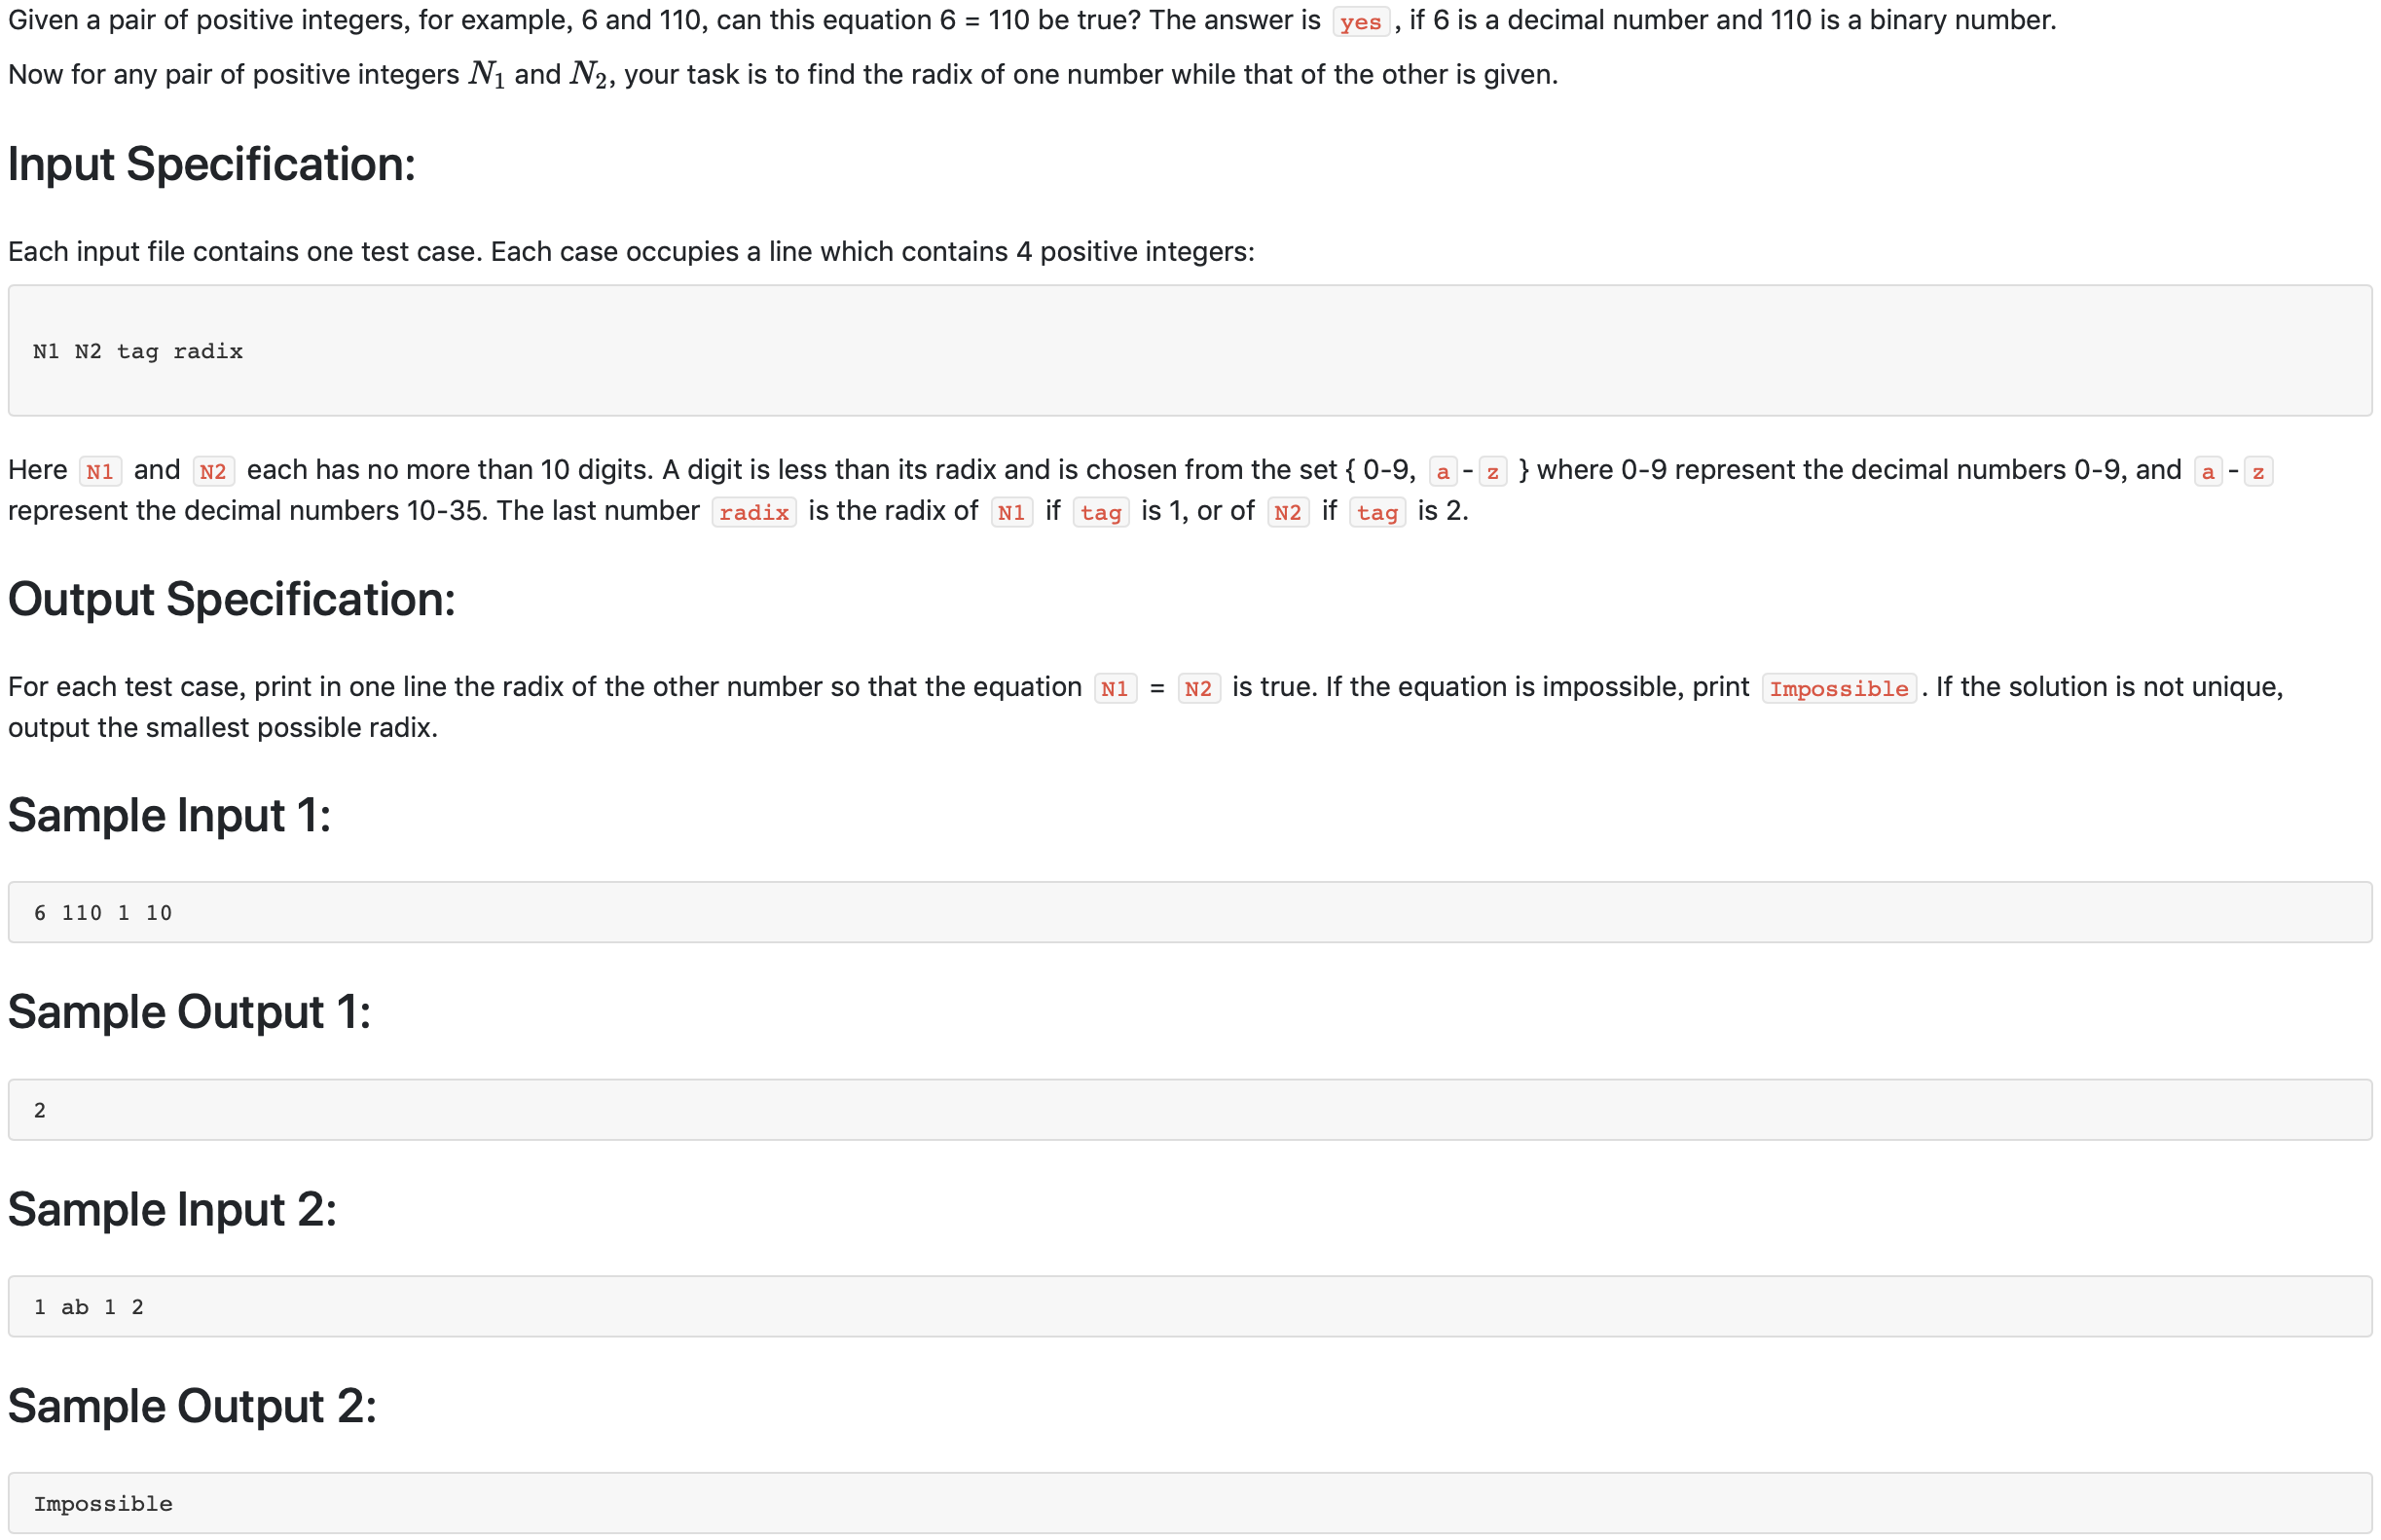 Given a pair of positive integers, for example, 6 and 110, can this equation 6 = 110 be true? The answer is yes, if 6 is a decimal number and 110 is a binary number.
Now for any pair of positive integers N1 and N2, your task is to find the radix of one number while that of the other is given.
Input Specification:
Each input file contains one test case. Each case occupies a line which contains 4 positive integers:
N1 N2 tag radix
Here N1 and N2 each has no more than 10 digits. A digit is less than its radix and is chosen from the set { 0-9, a-z } where 0-9 represent the decimal numbers 0-9, and a-z
represent the decimal numbers 10-35. The last number radix is the radix of N1 if tag is 1, or of N2 if tag is 2.
Output Specification:
For each test case, print in one line the radix of the other number so that the equation N1 = N2 is true. If the equation is impossible, print Impossible. If the solution is not unique,
output the smallest possible radix.
Sample Input 1:
6 110 1 10
Sample Output 1:
2
Sample Input 2:
1 ab 1 2
Sample Output 2:
Impossible